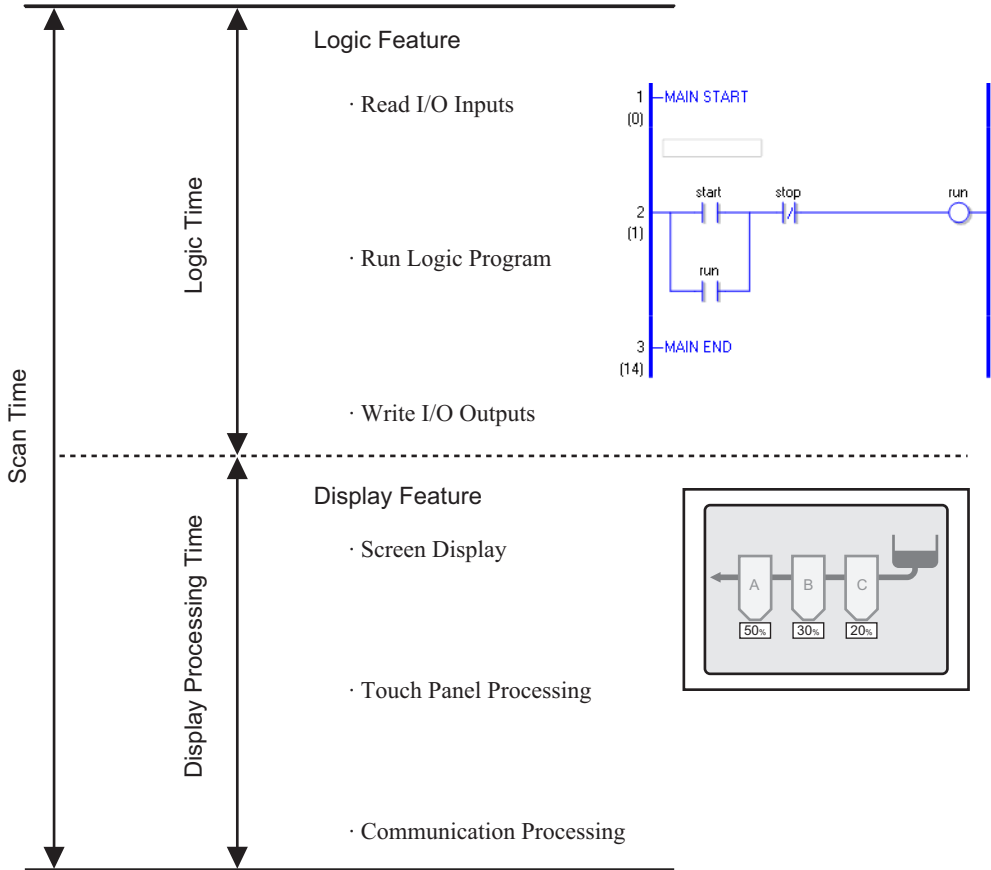 Scan Time
Logic Time
Logic Feature
· Read I/O Inputs
· Run Logic Program
· Write I/O Outputs
1
(0)
MAIN START
start
stop
run
2
(1)
run
3
(14)
MAIN END
Display Processing Time
Display Feature
· Screen Display
· Touch Panel Processing
· Communication Processing
A
B
C
50%
30%
20%